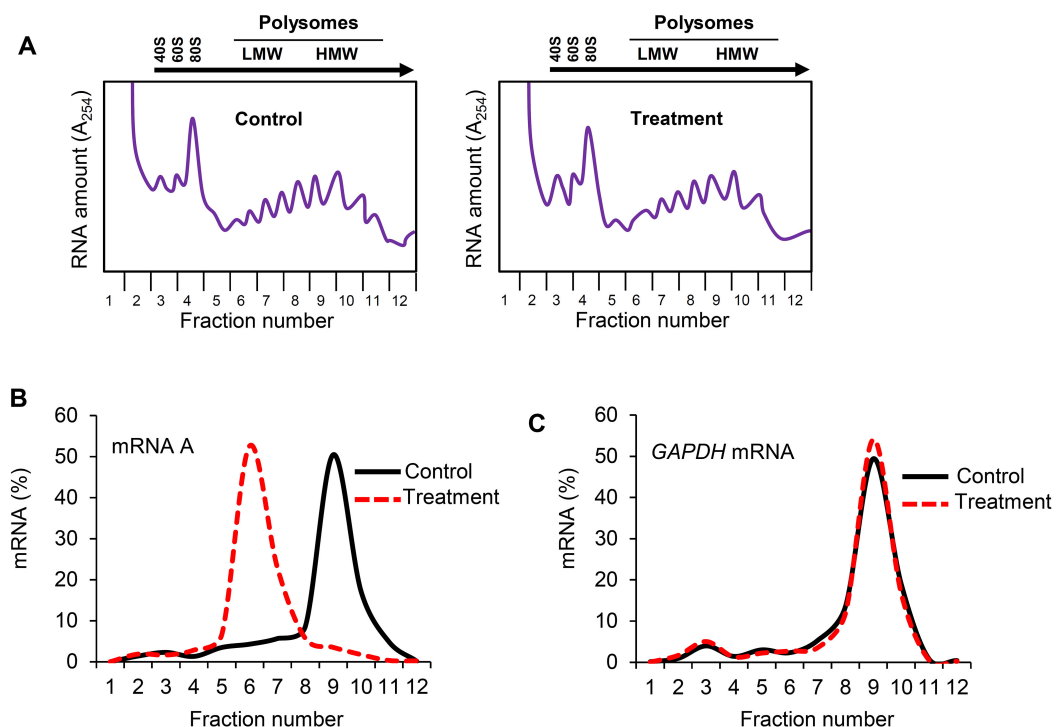 A
Polysomes
40S 60S 80S LMW HMW
RNA amount (A254)
Control
1 2 3 4 5 6 7 8 9 10 11 12
Fraction number
Polysomes
40S 60S 80S LMW HMW
RNA amount (A254)
Treatment
1 2 3 4 5 6 7 8 9 10 11 12
Fraction number
B
mRNA (%)
60
50
40
30
20
10
0
mRNA A
Control
Treatment
1 2 3 4 5 6 7 8 9 10 11 12
Fraction number
C
mRNA (%)
60
50
40
30
20
10
0
GAPDH mRNA
Control
Treatment
1 2 3 4 5 6 7 8 9 10 11 12
Fraction number